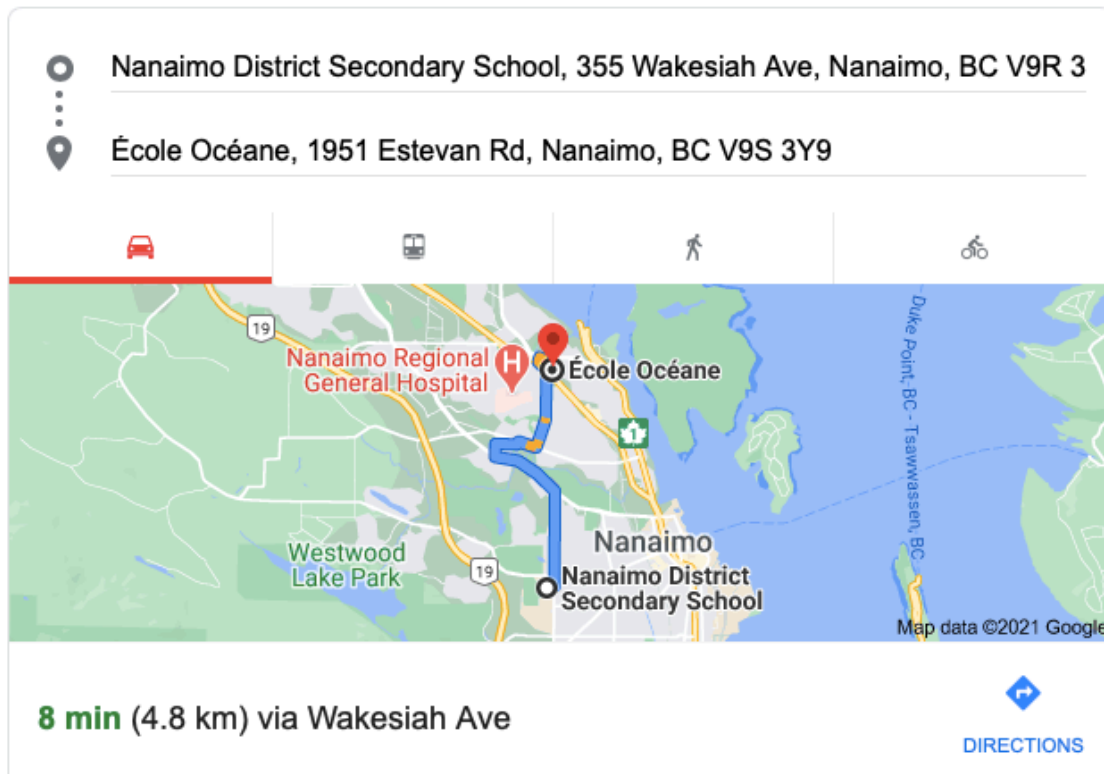 Nanaimo District Secondary School, 355 Wakesiah Ave, Nanaimo, BC V9R 3
École Océane, 1951 Estevan Rd, Nanaimo, BC V9S 3Y9
19
Nanaimo Regional
General Hospital
H
École Océane
1
Duke Point, BC - Tsawwassen, BC
Nanaimo
Westwood
Lake Park
19
Nanaimo District
Secondary School
Map data ©2021 Google
8 min (4.8 km) via Wakesiah Ave
DIRECTIONS